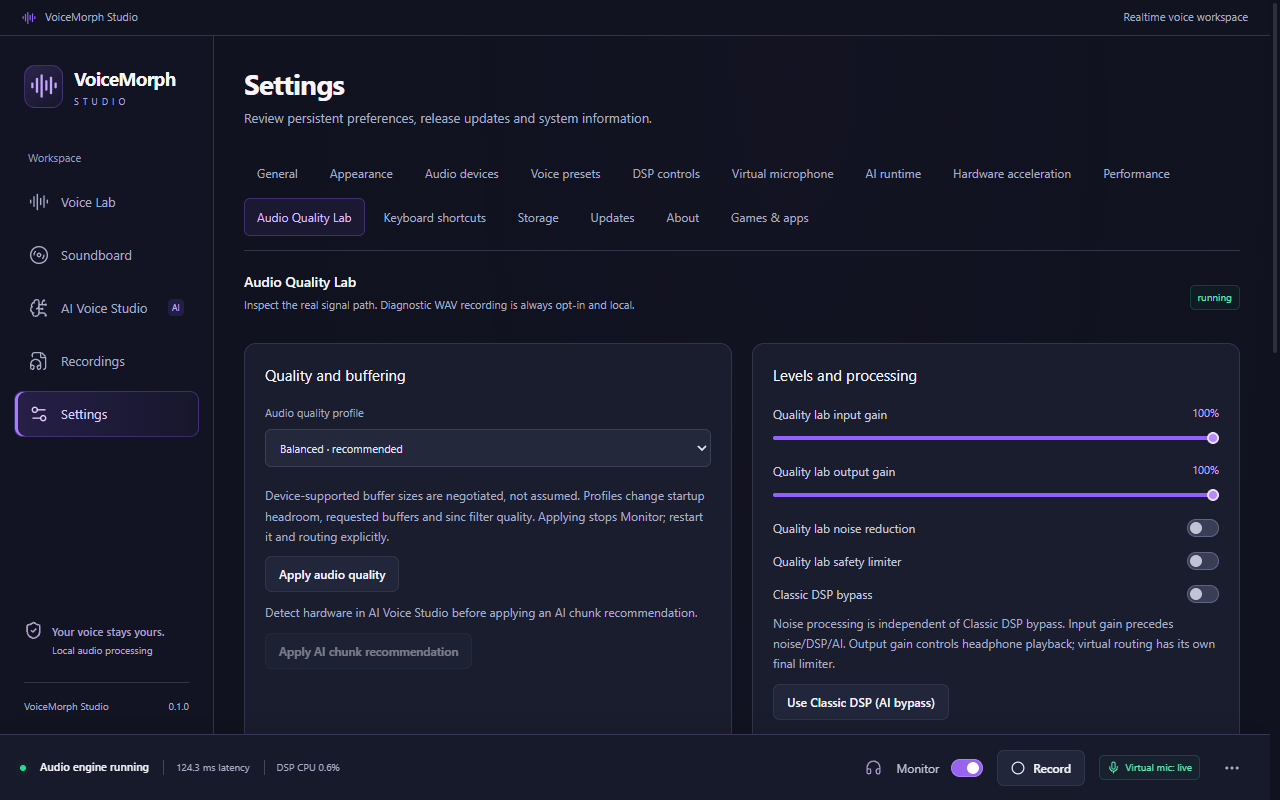 VoiceMorph Studio
Realtime voice workspace
VoiceMorph
STUDIO
Workspace
Voice Lab
Soundboard
AI Voice Studio
AI
Recordings
Settings
Your voice stays yours.
Local audio processing
VoiceMorph Studio
0.1.0
Settings
Review persistent preferences, release updates and system information.
General
Appearance
Audio devices
Voice presets
DSP controls
Virtual microphone
AI runtime
Hardware acceleration
Performance
Audio Quality Lab
Keyboard shortcuts
Storage
Updates
About
Games & apps
Audio Quality Lab
Inspect the real signal path. Diagnostic WAV recording is always opt-in and local.
running
Quality and buffering
Audio quality profile
Balanced · recommended
Device-supported buffer sizes are negotiated, not assumed. Profiles change startup
headroom, requested buffers and sinc filter quality. Applying stops Monitor; restart
it and routing explicitly.
Apply audio quality
Detect hardware in AI Voice Studio before applying an AI chunk recommendation.
Apply AI chunk recommendation
Levels and processing
Quality lab input gain
100%
Quality lab output gain
100%
Quality lab noise reduction
Quality lab safety limiter
Classic DSP bypass
Noise processing is independent of Classic DSP bypass. Input gain precedes
noise/DSP/AI. Output gain controls headphone playback; virtual routing has its own
final limiter.
Use Classic DSP (AI bypass)
Audio engine running
124.3 ms latency
DSP CPU 0.6%
Monitor
Record
Virtual mic: live